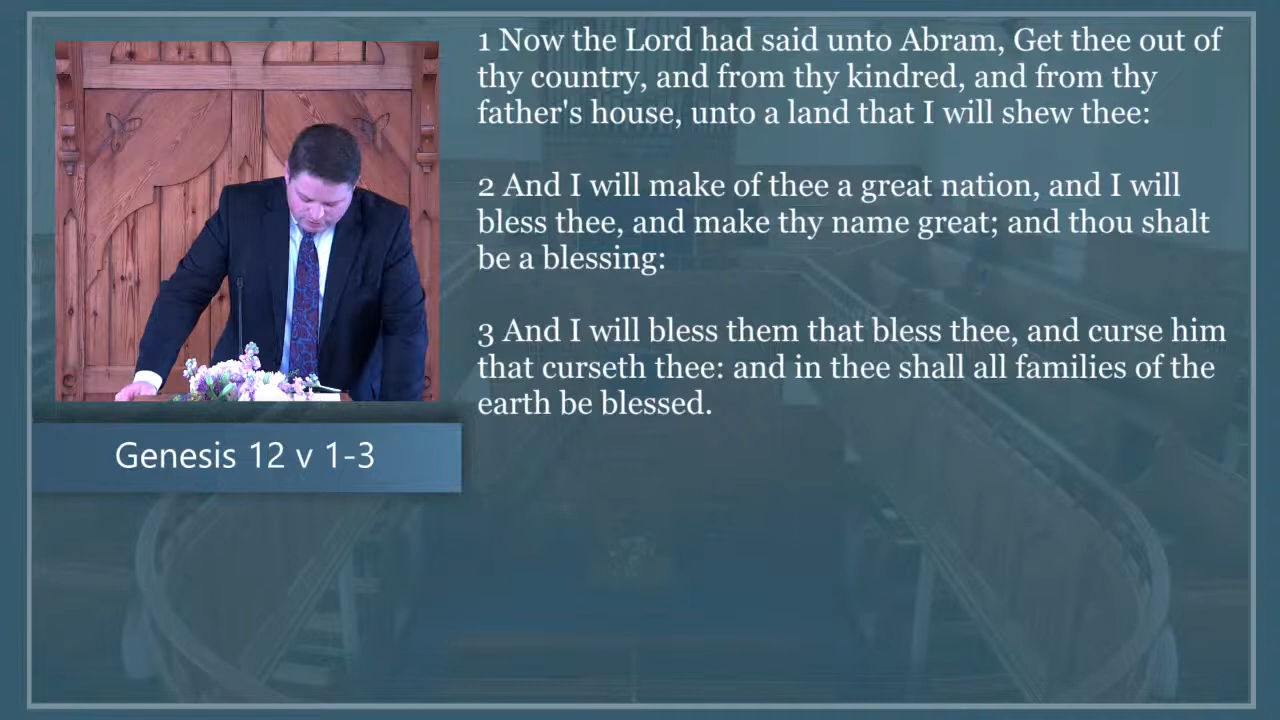 1 Now the Lord had said unto Abram, Get thee out of
thy country, and from thy kindred, and from thy
father's house, unto a land that I will shew thee:
2 And I will make of thee a great nation, and I will
bless thee, and make thy name great; and thou shalt
be a blessing:
3 And I will bless them that bless thee, and curse him
that curseth thee: and in thee shall all families of the
earth be blessed.
Genesis 12 v 1-3